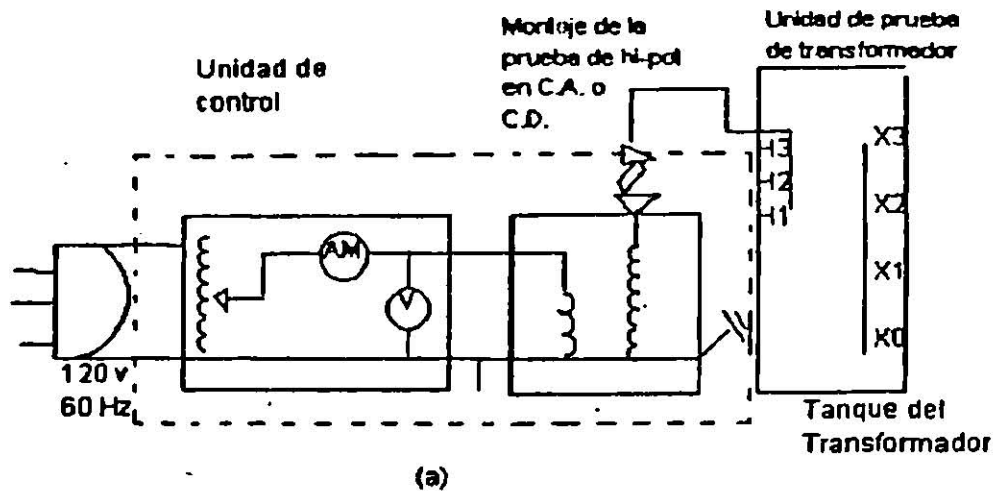 Unidad de
control
Montaje de la
prueba de hi-pot
en C.A. o
C.D.
Unidad de prueba
de transformador
H3
H2
H1
X3
X2
X1
X0
AM
V
120 v
60 Hz
Tanque del
Transformador
(a)